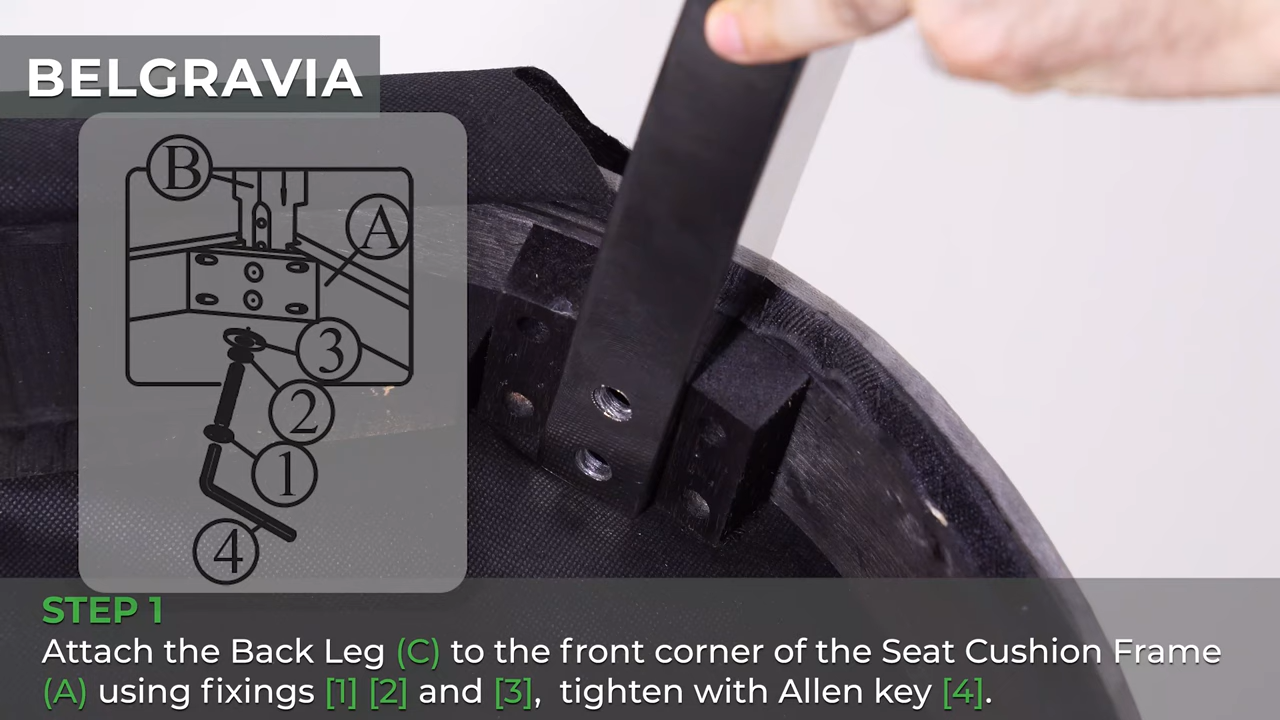 BELGRAVIA
B
A
3
2
1
4
STEP 1
Attach the Back Leg (C) to the front corner of the Seat Cushion Frame
(A) using fixings [1] [2] and [3],  tighten with Allen key [4].